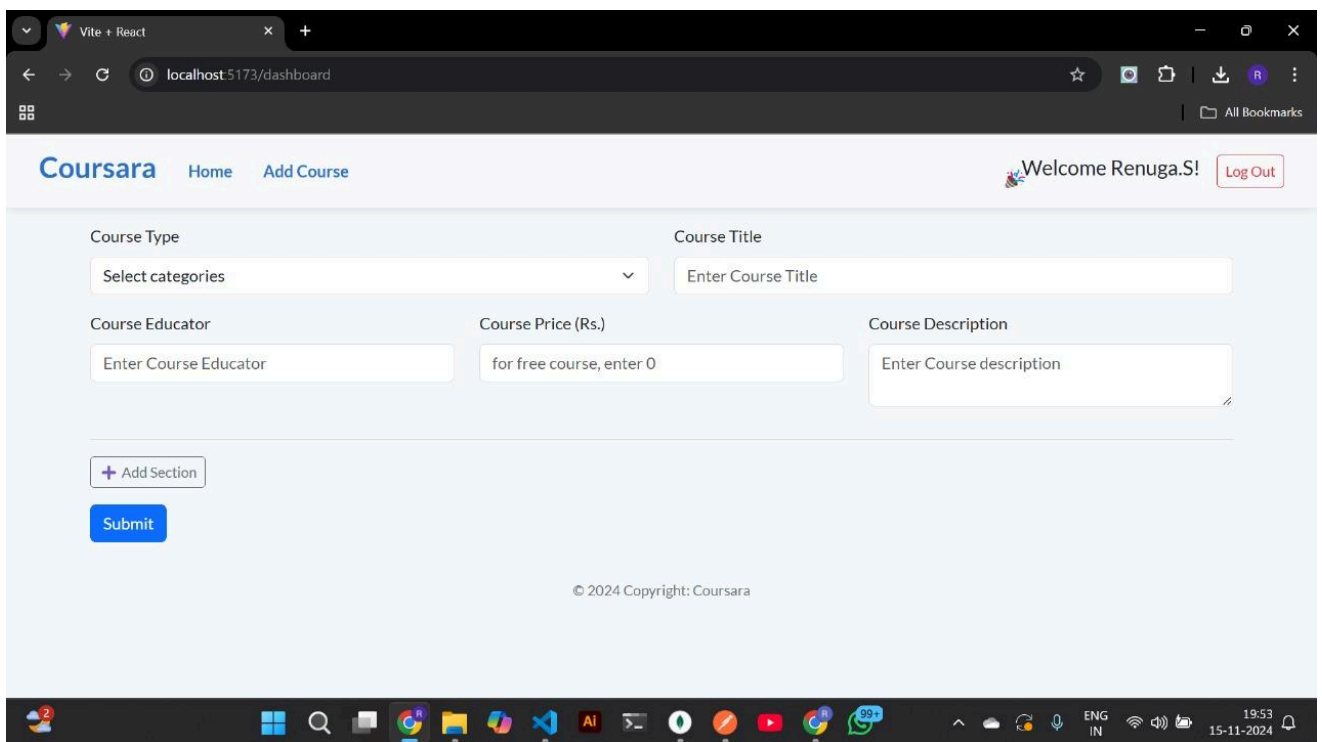 Vite + React
localhost:5173/dashboard
R
All Bookmarks
Coursara Home Add Course Welcome Renuga.S! Log Out
Course Type Course Title
Select categories Enter Course Title
Course Educator Course Price (Rs.) Course Description
Enter Course Educator for free course, enter 0 Enter Course description
+ Add Section
Submit
© 2024 Copyright: Coursara
2 R Ai R 99+ ENG 19:53
IN 15-11-2024